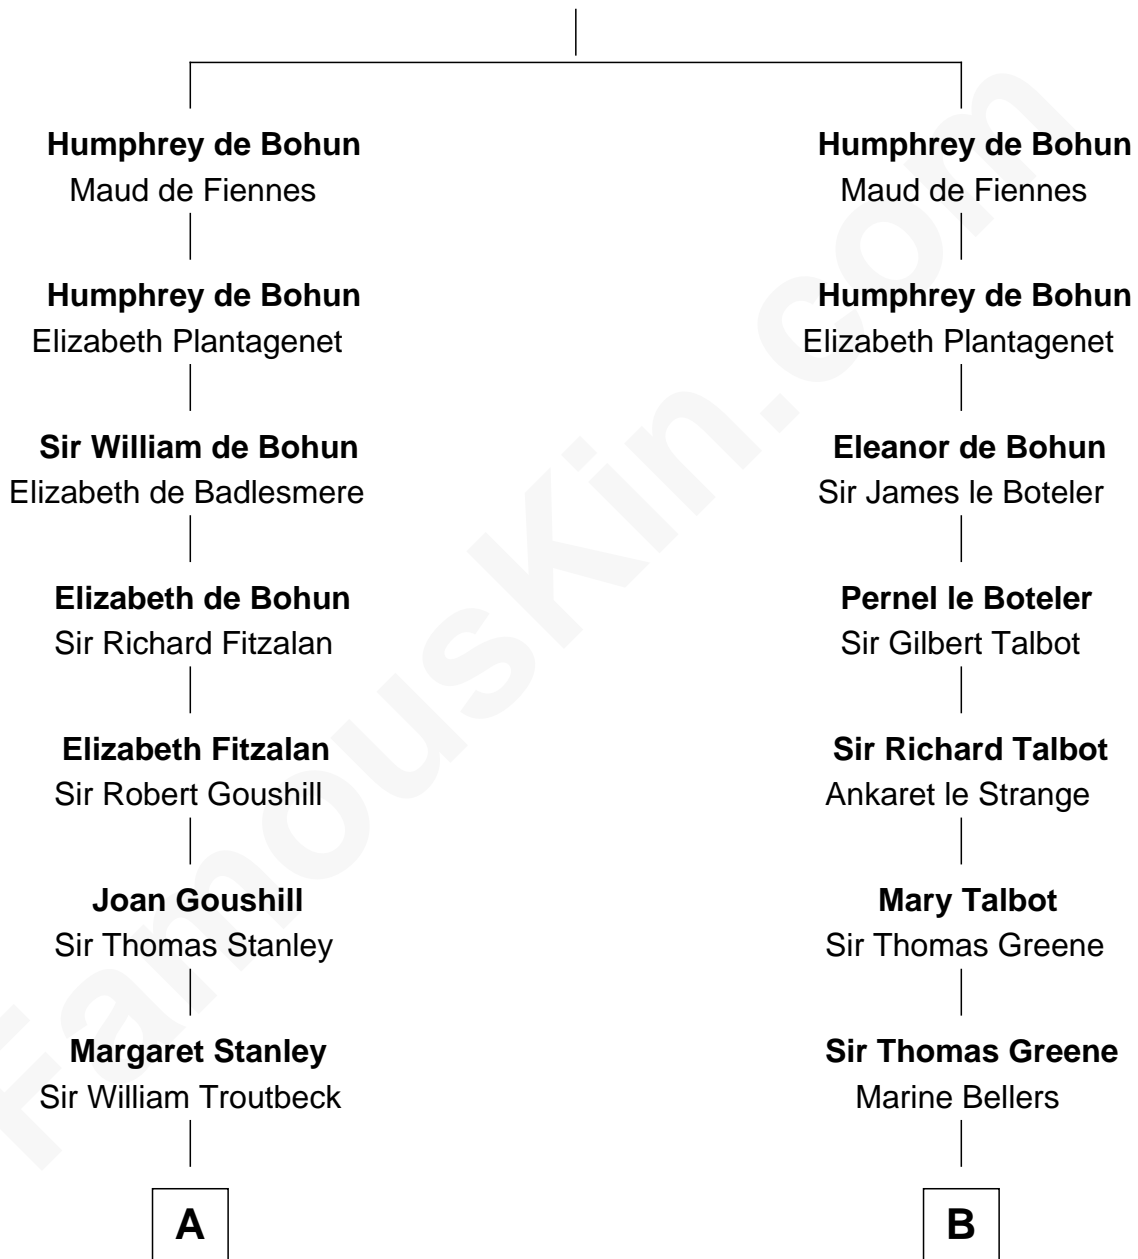 Humphrey de Bohun
Maud de Fiennes
Humphrey de Bohun
Elizabeth Plantagenet
Sir William de Bohun
Elizabeth de Badlesmere
Elizabeth de Bohun
Sir Richard Fitzalan
Elizabeth Fitzalan
Sir Robert Goushill
Joan Goushill
Sir Thomas Stanley
Margaret Stanley
Sir William Troutbeck
A
Humphrey de Bohun
Maud de Fiennes
Humphrey de Bohun
Elizabeth Plantagenet
Eleanor de Bohun
Sir James le Boteler
Pernel le Boteler
Sir Gilbert Talbot
Sir Richard Talbot
Ankaret le Strange
Mary Talbot
Sir Thomas Greene
Sir Thomas Greene
Marine Bellers
B
FamousKin.com